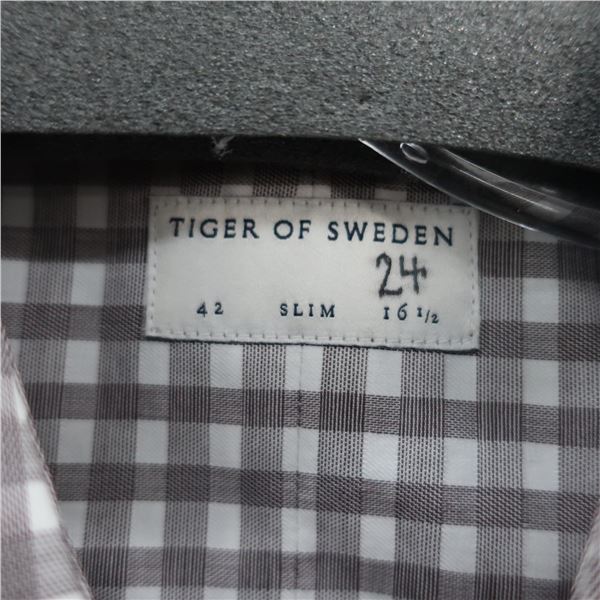 TIGER OF SWEDEN
24
42 SLIM 16 1/2